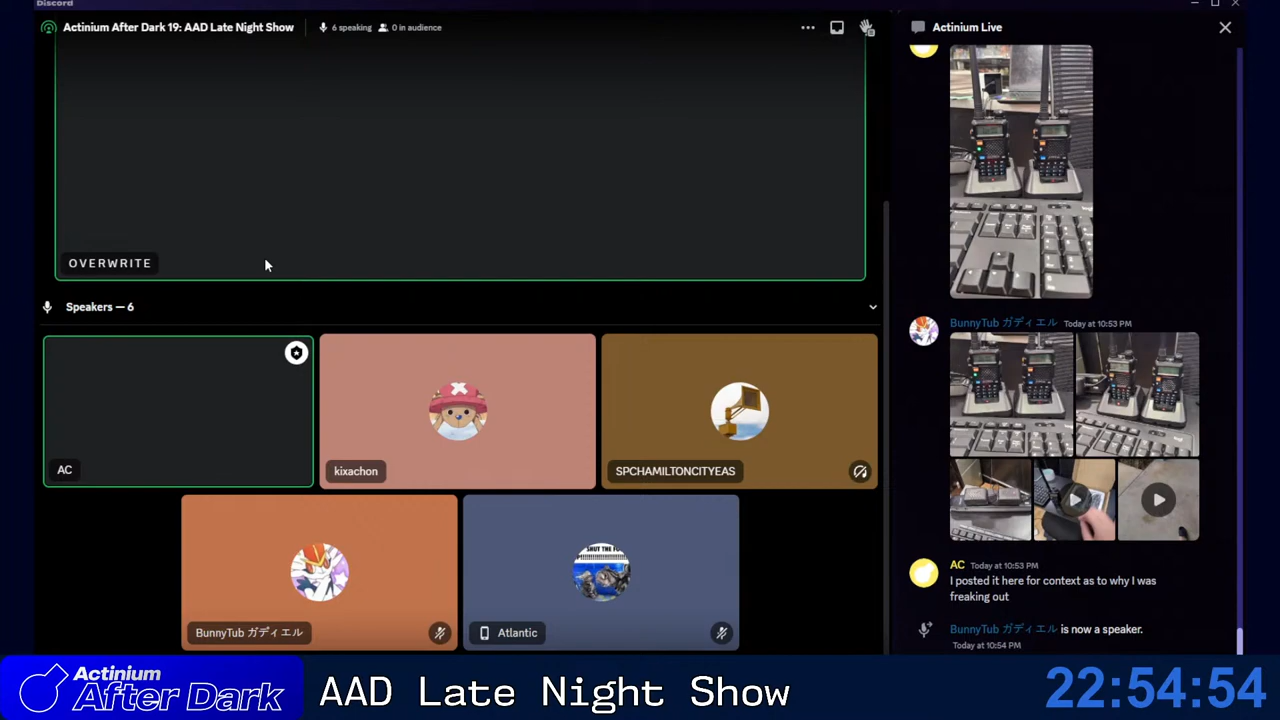 Discord
Actinium After Dark 19: AAD Late Night Show
6 speaking
0 in audience
Actinium Live
OVERWRITE
Speakers — 6
AC
kixachon
SPCHAMILTONCITYEAS
BunnyTub ガディエル
SHUT THE FO
Atlantic
BunnyTub ガディエル Today at 10:53 PM
AC Today at 10:53 PM
I posted it here for context as to why I was
freaking out
BunnyTub ガディエル is now a speaker.
Today at 10:54 PM
Actinium
After Dark
AAD Late Night Show
22:54:54